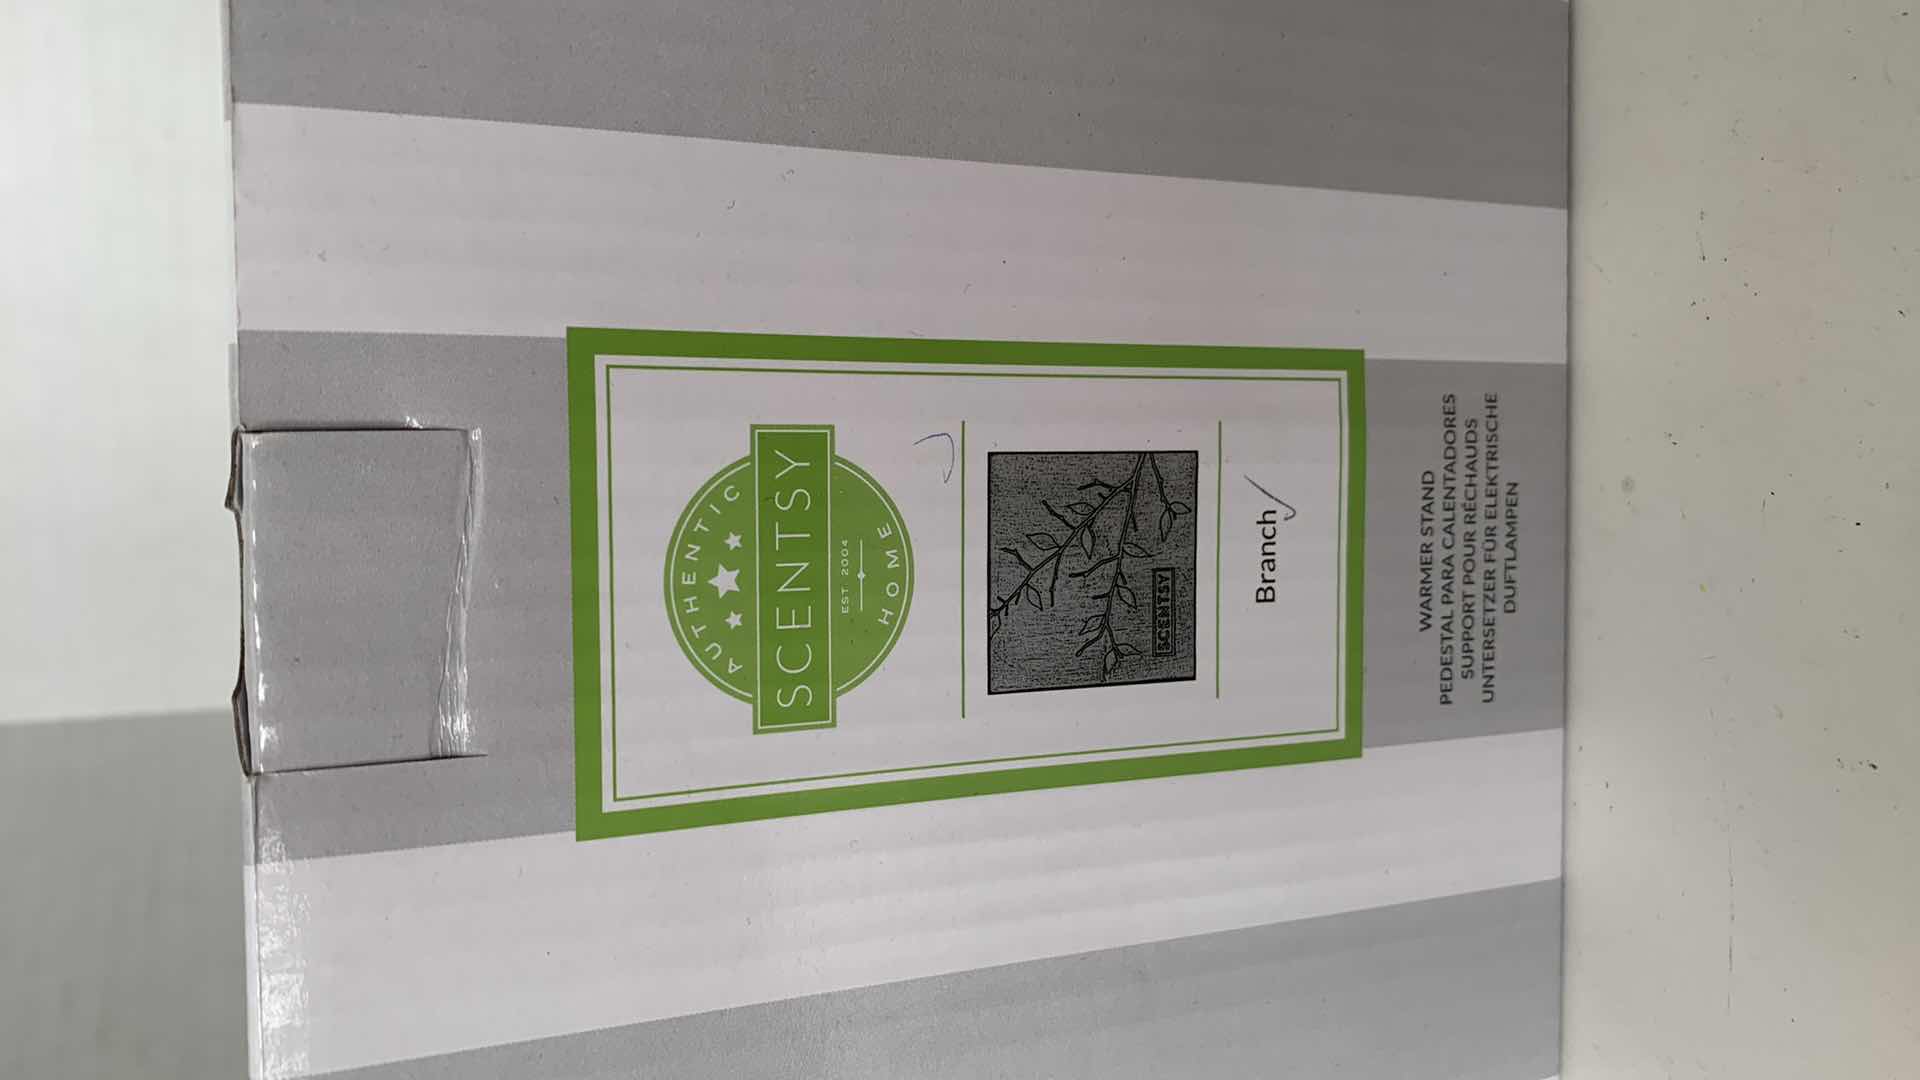 AUTHENTIC
SCENTSY
EST 2004
HOME
SCENTSY
Branch
WARMER STAND
PEDESTAL PARA CALENTADORES
SUPPORT POUR RÉCHAUDS
UNTERSETZER FÜR ELEKTRISCHE
DUFTLAMPEN